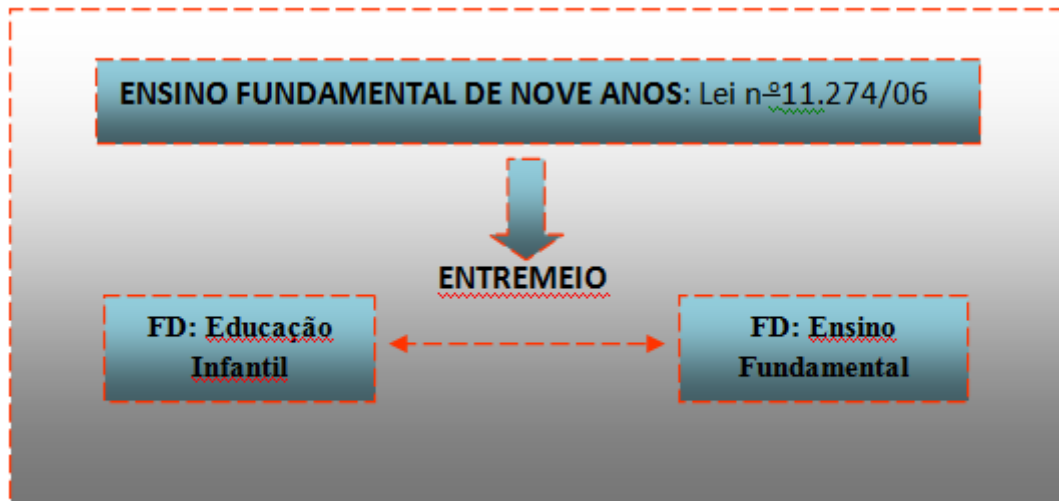 ENSINO FUNDAMENTAL DE NOVE ANOS: Lei nº11.274/06
ENTREMEIO
FD: Educação
Infantil
FD: Ensino
Fundamental